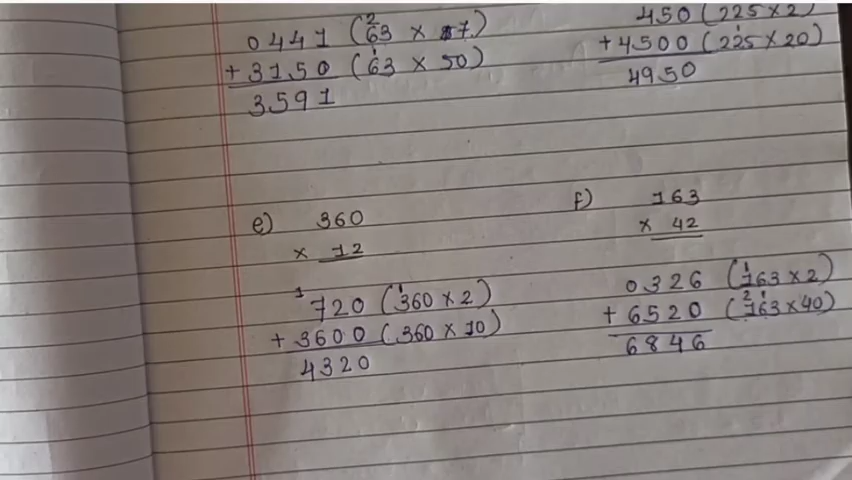 0441 (63 × 7)
+ 3150 (63 × 50)
3591
450 (225 × 2)
+ 4500 (225 × 20)
4950
e) 360
× 12
720 (360 × 2)
+ 3600 (360 × 10)
4320
f) 163
× 42
0326 (163 × 2)
+ 6520 (163 × 40)
6846